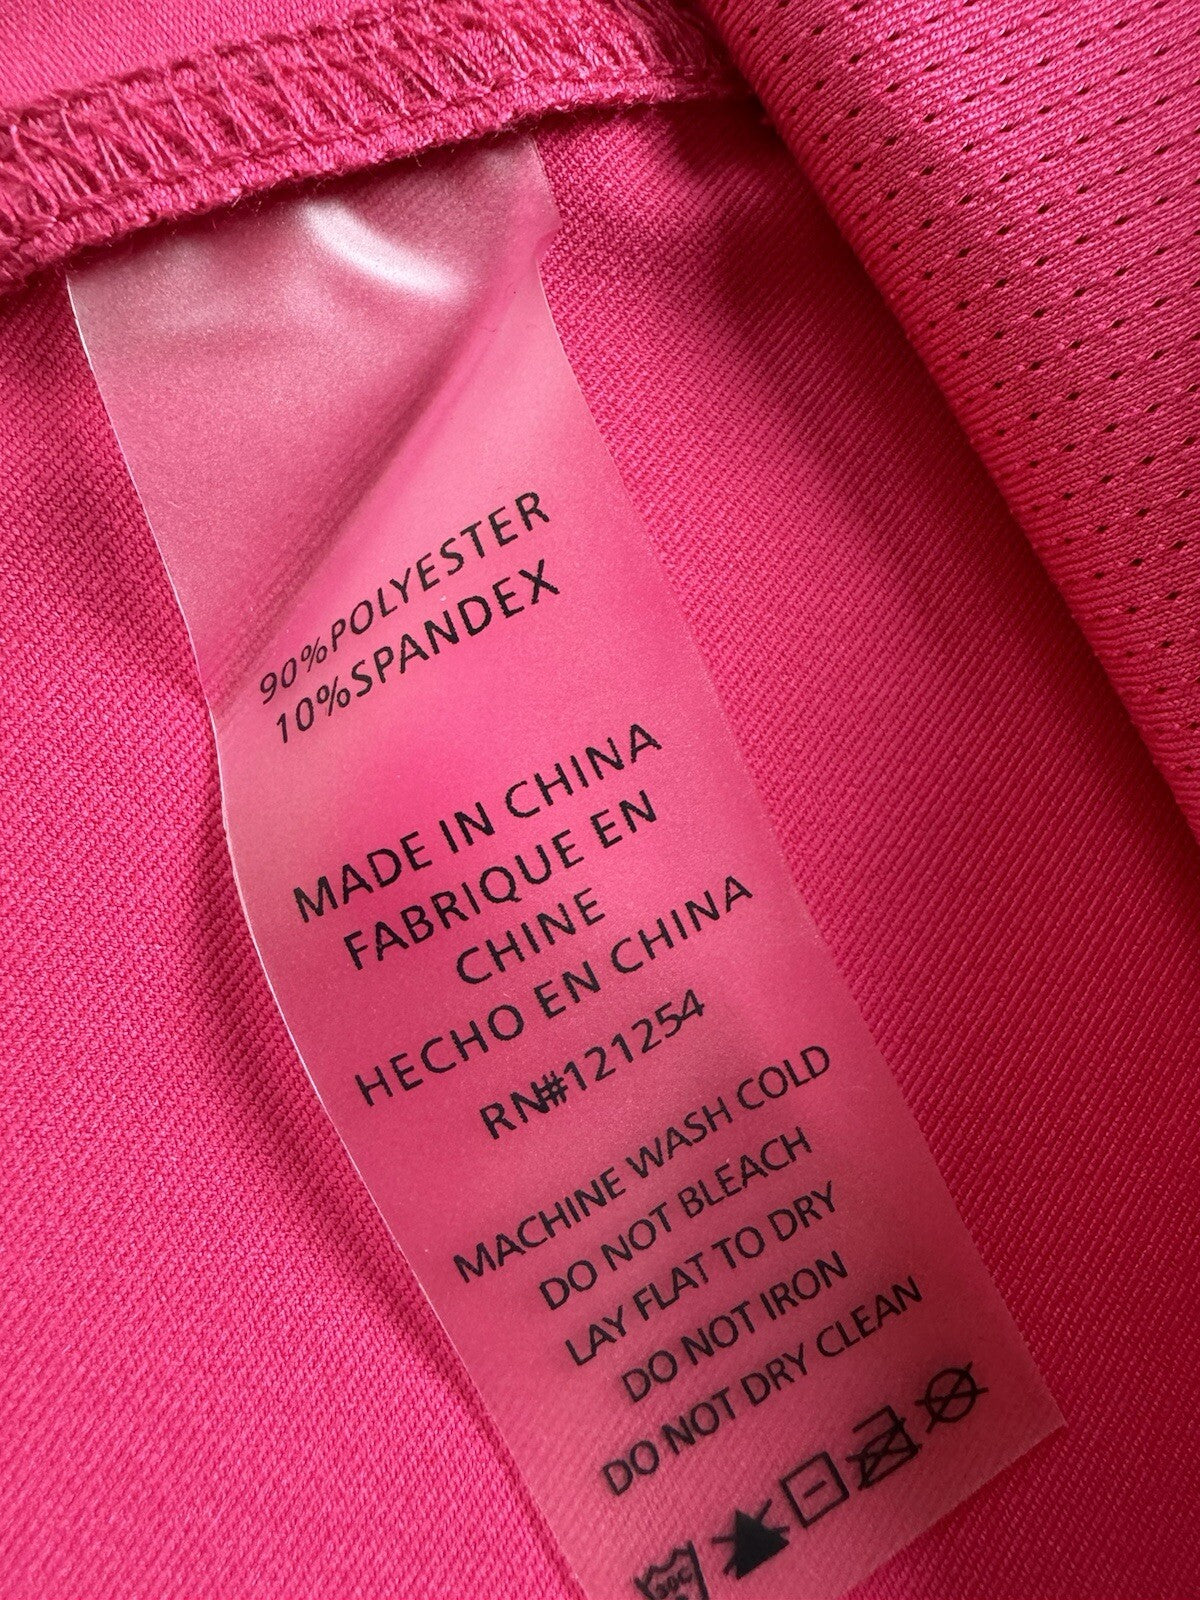 90%POLYESTER
10%SPANDEX
MADE IN CHINA
FABRIQUE EN
CHINE
HECHO EN CHINA
RN#121254
MACHINE WASH COLD
DO NOT BLEACH
LAY FLAT TO DRY
DO NOT IRON
DO NOT DRY CLEAN
30C